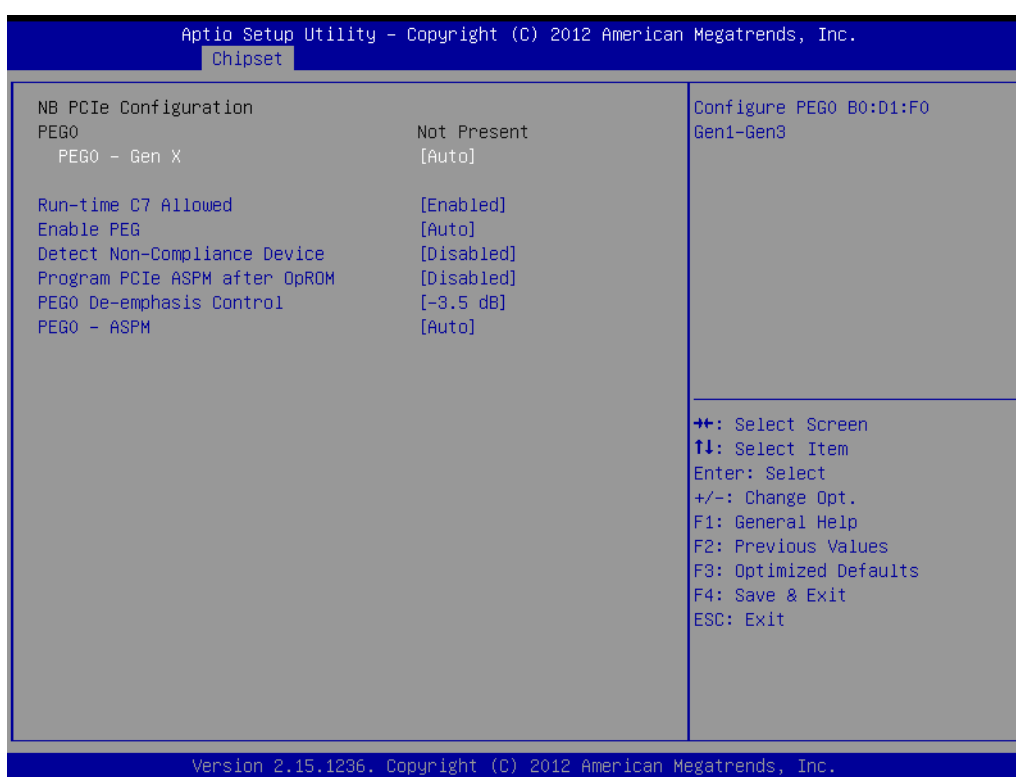 Aptio Setup Utility – Copyright (C) 2012 American Megatrends, Inc.
Chipset
NB PCIe Configuration
PEG0 Not Present
PEG0 – Gen X [Auto]
Run–time C7 Allowed [Enabled]
Enable PEG [Auto]
Detect Non–Compliance Device [Disabled]
Program PCIe ASPM after OpROM [Disabled]
PEG0 De–emphasis Control [–3.5 dB]
PEG0 – ASPM [Auto]
Configure PEG0 B0:D1:F0
Gen1–Gen3
→←: Select Screen
↑↓: Select Item
Enter: Select
+/–: Change Opt.
F1: General Help
F2: Previous Values
F3: Optimized Defaults
F4: Save & Exit
ESC: Exit
Version 2.15.1236. Copyright (C) 2012 American Megatrends, Inc.